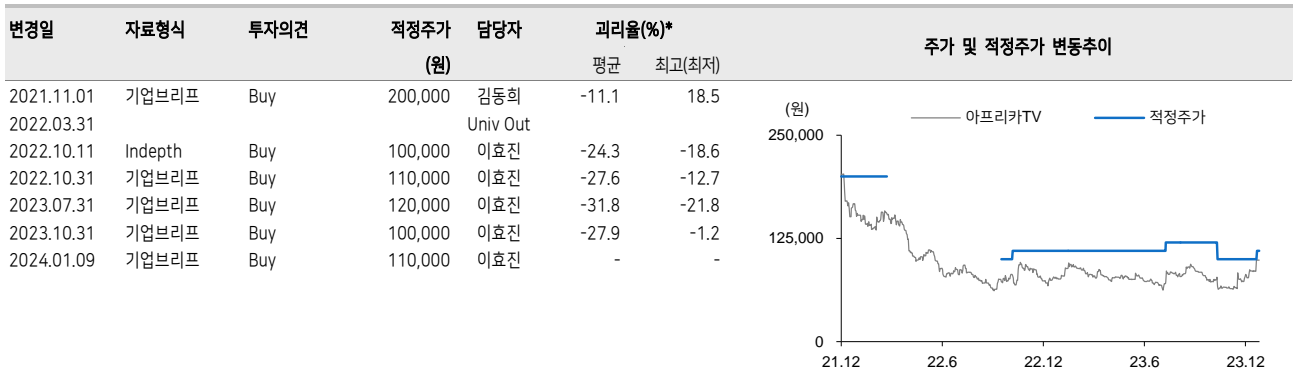 변경일 자료형식 투자의견 적정주가 담당자 괴리율(%)*
(원) 평균 최고(최저)
2021.11.01 기업브리프 Buy 200,000 김동희 -11.1 18.5
2022.03.31 Univ Out
2022.10.11 Indepth Buy 100,000 이효진 -24.3 -18.6
2022.10.31 기업브리프 Buy 110,000 이효진 -27.6 -12.7
2023.07.31 기업브리프 Buy 120,000 이효진 -31.8 -21.8
2023.10.31 기업브리프 Buy 100,000 이효진 -27.9 -1.2
2024.01.09 기업브리프 Buy 110,000 이효진 - -
주가 및 적정주가 변동추이
(원) 아프리카TV 적정주가
250,000
125,000
0
21.12 22.6 22.12 23.6 23.12